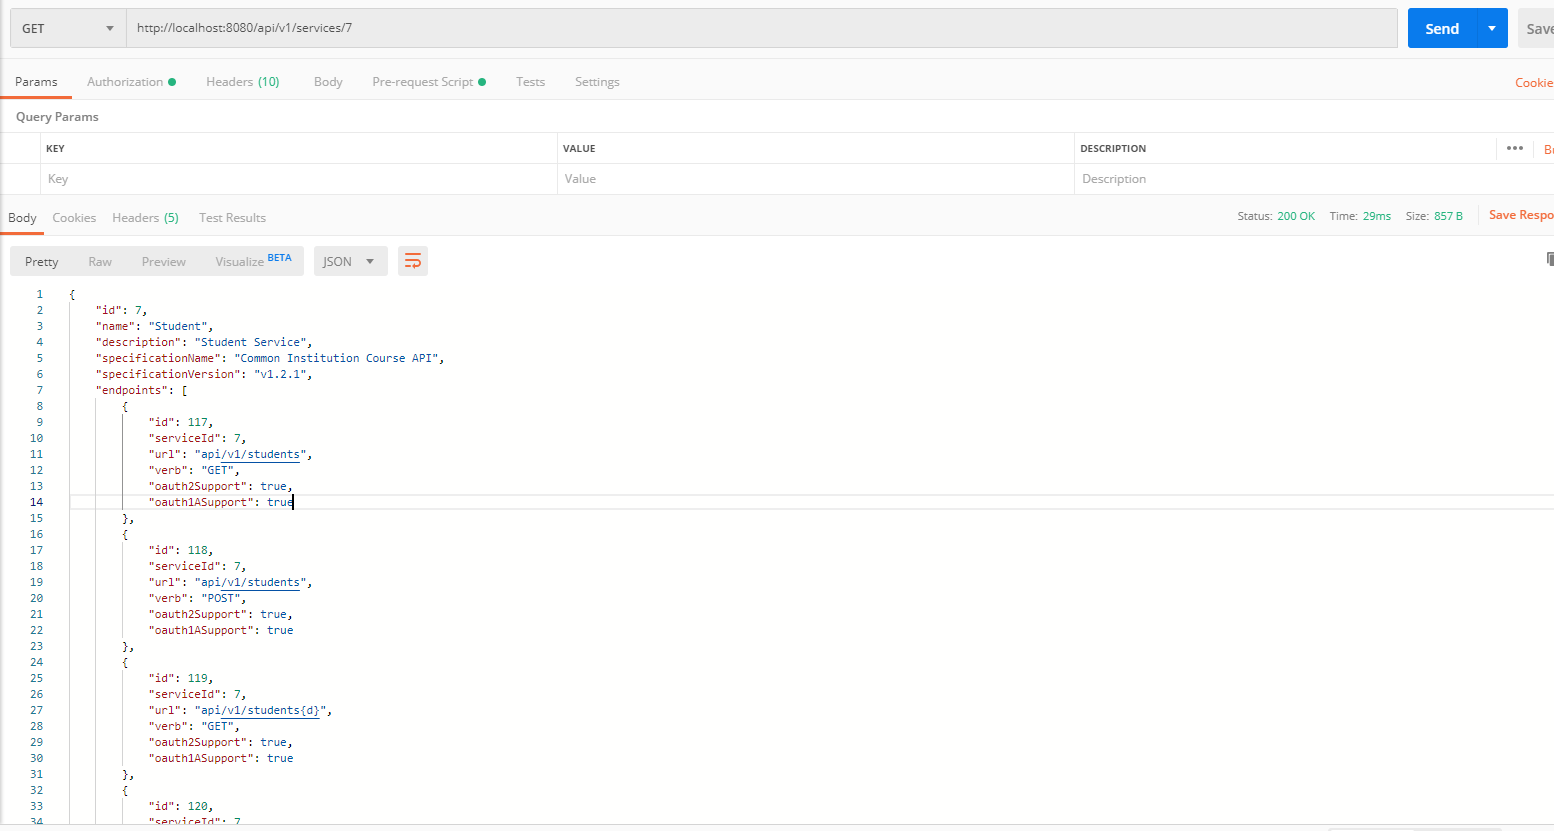 GET http://localhost:8080/api/v1/services/7 Send
Params Authorization Headers (10) Body Pre-request Script Tests Settings
Query Params
KEY VALUE DESCRIPTION •••
Key Value Description
Body Cookies Headers (5) Test Results Status: 200 OK Time: 29ms Size: 857 B
Pretty Raw Preview Visualize BETA JSON
1 {
2 "id": 7,
3 "name": "Student",
4 "description": "Student Service",
5 "specificationName": "Common Institution Course API",
6 "specificationVersion": "v1.2.1",
7 "endpoints": [
8 {
9 "id": 117,
10 "serviceId": 7,
11 "url": "api/v1/students",
12 "verb": "GET",
13 "oauth2Support": true,
14 "oauth1ASupport": true
15 },
16 {
17 "id": 118,
18 "serviceId": 7,
19 "url": "api/v1/students",
20 "verb": "POST",
21 "oauth2Support": true,
22 "oauth1ASupport": true
23 },
24 {
25 "id": 119,
26 "serviceId": 7,
27 "url": "api/v1/students{d}",
28 "verb": "GET",
29 "oauth2Support": true,
30 "oauth1ASupport": true
31 },
32 {
33 "id": 120,
34 "serviceId": 7